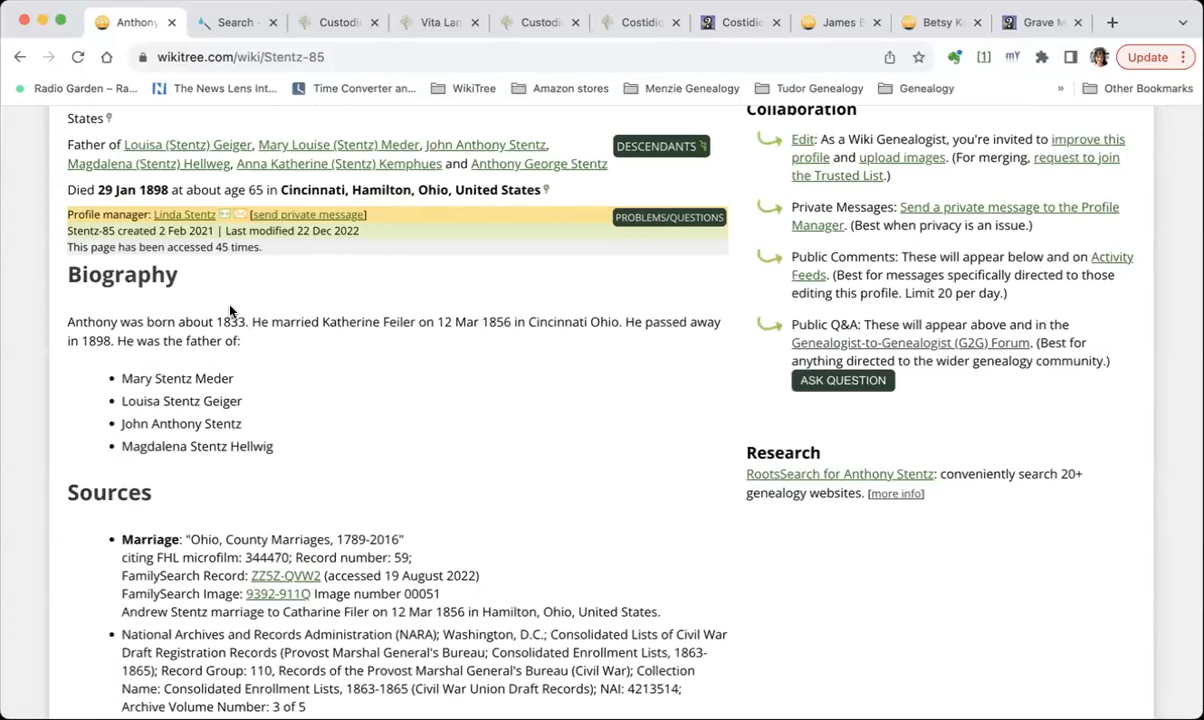 Anthony
Search -
Custodi
Vita Lan
Custodi
Costidic
Costidic
James E
Betsy K
Grave M
wikitree.com/wiki/Stentz-85
[1]
mY
Update
Radio Garden – Ra...
The News Lens Int...
Time Converter an...
WikiTree
Amazon stores
Menzie Genealogy
Tudor Genealogy
Genealogy
»
Other Bookmarks
States
Father of Louisa (Stentz) Geiger, Mary Louise (Stentz) Meder, John Anthony Stentz,
Magdalena (Stentz) Hellweg, Anna Katherine (Stentz) Kemphues and Anthony George Stentz
DESCENDANTS
Died 29 Jan 1898 at about age 65 in Cincinnati, Hamilton, Ohio, United States
Profile manager: Linda Stentz [send private message]
Stentz-85 created 2 Feb 2021 | Last modified 22 Dec 2022
This page has been accessed 45 times.
PROBLEMS/QUESTIONS
Biography
Anthony was born about 1833. He married Katherine Feiler on 12 Mar 1856 in Cincinnati Ohio. He passed away
in 1898. He was the father of:
• Mary Stentz Meder
• Louisa Stentz Geiger
• John Anthony Stentz
• Magdalena Stentz Hellwig
Sources
• Marriage: "Ohio, County Marriages, 1789-2016"
citing FHL microfilm: 344470; Record number: 59;
FamilySearch Record: ZZ5Z-QVW2 (accessed 19 August 2022)
FamilySearch Image: 9392-911Q Image number 00051
Andrew Stentz marriage to Catharine Filer on 12 Mar 1856 in Hamilton, Ohio, United States.
• National Archives and Records Administration (NARA); Washington, D.C.; Consolidated Lists of Civil War
Draft Registration Records (Provost Marshal General's Bureau; Consolidated Enrollment Lists, 1863-
1865); Record Group: 110, Records of the Provost Marshal General's Bureau (Civil War); Collection
Name: Consolidated Enrollment Lists, 1863-1865 (Civil War Union Draft Records); NAI: 4213514;
Archive Volume Number: 3 of 5
Collaboration
Edit: As a Wiki Genealogist, you're invited to improve this
profile and upload images. (For merging, request to join
the Trusted List.)
Private Messages: Send a private message to the Profile
Manager. (Best when privacy is an issue.)
Public Comments: These will appear below and on Activity
Feeds. (Best for messages specifically directed to those
editing this profile. Limit 20 per day.)
Public Q&A: These will appear above and in the
Genealogist-to-Genealogist (G2G) Forum. (Best for
anything directed to the wider genealogy community.)
ASK QUESTION
Research
RootsSearch for Anthony Stentz: conveniently search 20+
genealogy websites. [more info]